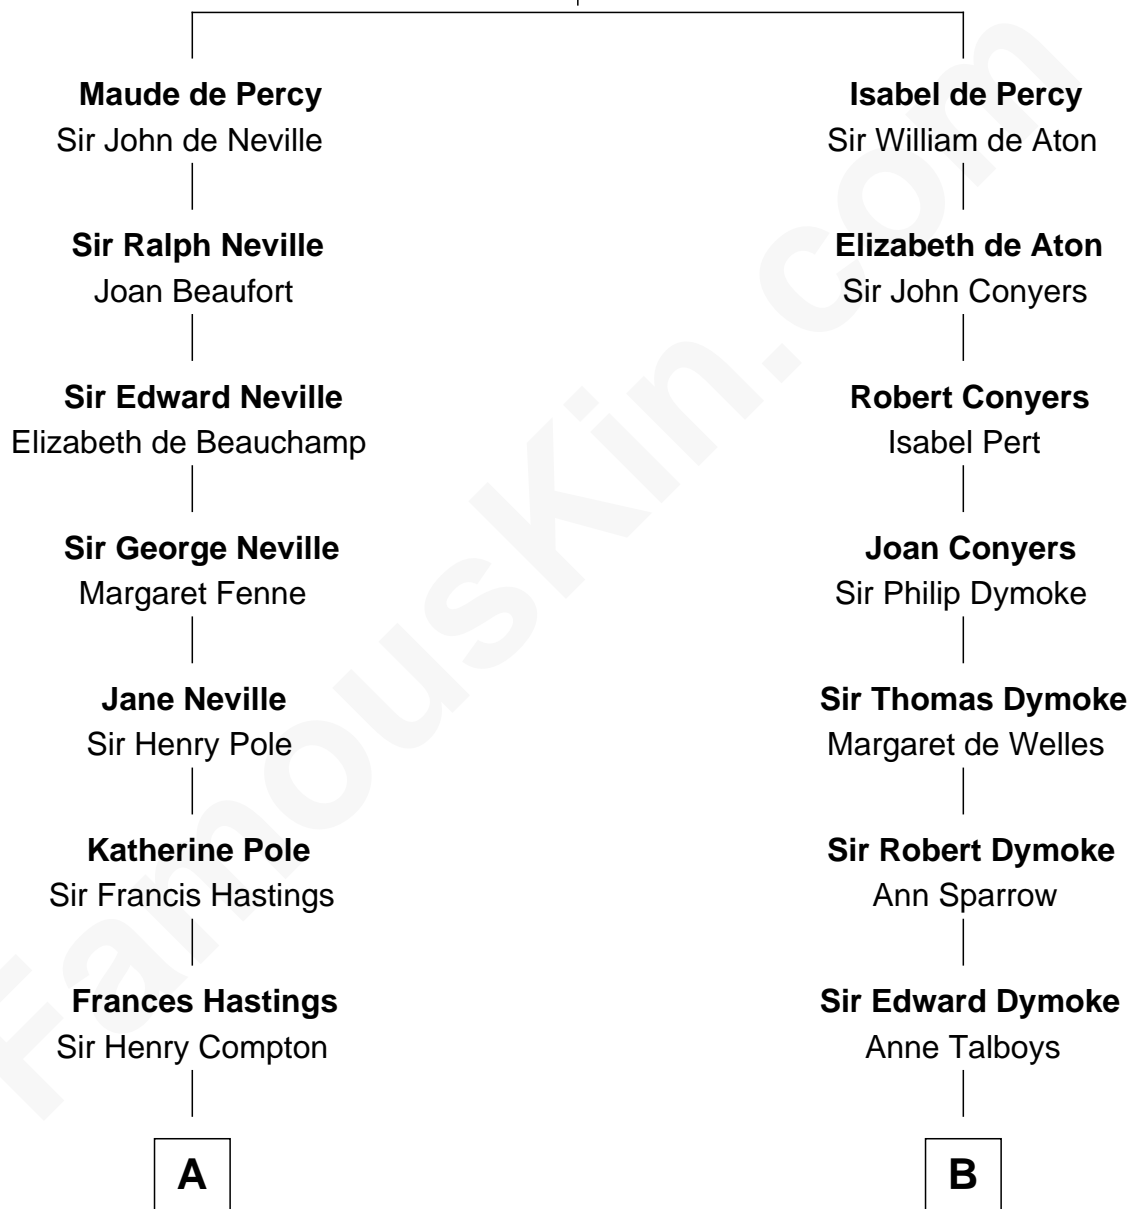 Maude de Percy
Sir John de Neville
Isabel de Percy
Sir William de Aton
Sir Ralph Neville
Joan Beaufort
Elizabeth de Aton
Sir John Conyers
Sir Edward Neville
Elizabeth de Beauchamp
Robert Conyers
Isabel Pert
Sir George Neville
Margaret Fenne
Joan Conyers
Sir Philip Dymoke
Jane Neville
Sir Henry Pole
Sir Thomas Dymoke
Margaret de Welles
Katherine Pole
Sir Francis Hastings
Sir Robert Dymoke
Ann Sparrow
Frances Hastings
Sir Henry Compton
Sir Edward Dymoke
Anne Talboys
A
B
FamousKin.com